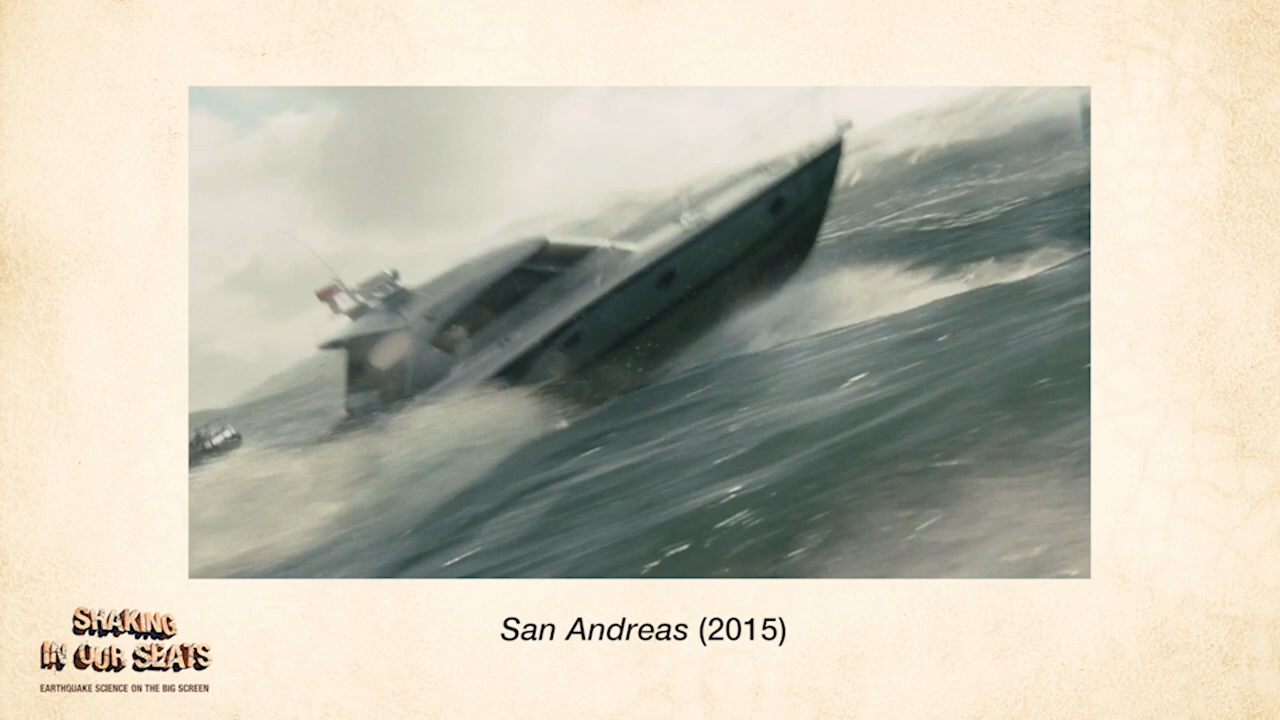 San Andreas (2015)
SHAKING
IN OUR SEATS
EARTHQUAKE SCIENCE ON THE BIG SCREEN